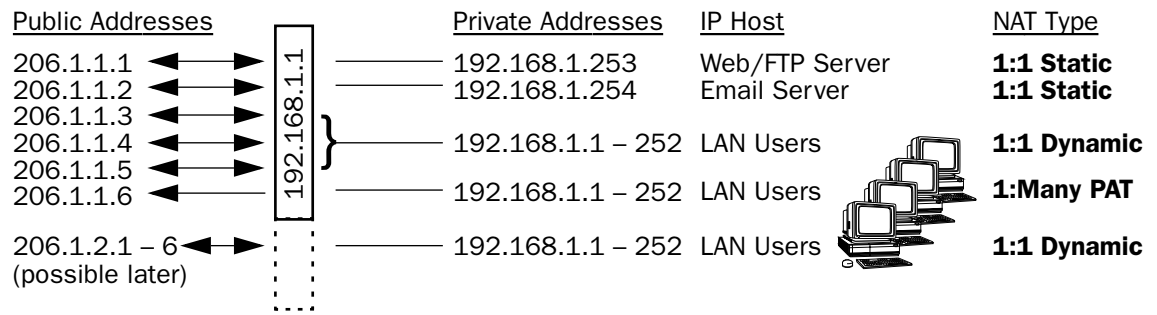 Public Addresses Private Addresses IP Host NAT Type
206.1.1.1 192.168.1.253 Web/FTP Server 1:1 Static
206.1.1.2 192.168.1.254 Email Server 1:1 Static
206.1.1.3
206.1.1.4 192.168.1.1 – 252 LAN Users 1:1 Dynamic
206.1.1.5
206.1.1.6 192.168.1.1 – 252 LAN Users 1:Many PAT
206.1.2.1 – 6 192.168.1.1 – 252 LAN Users 1:1 Dynamic
(possible later)
192.168.1.1